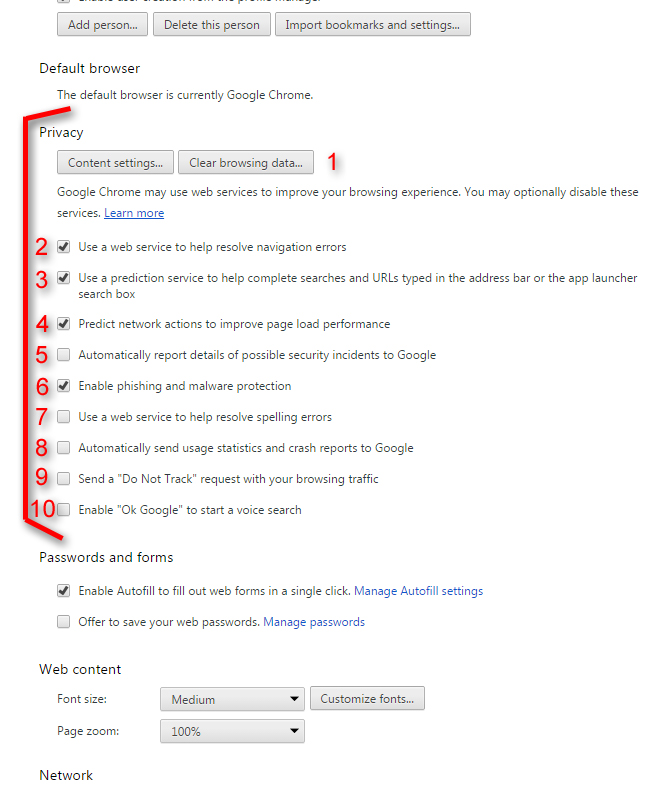 Enable user creation from the profile manager
Add person... Delete this person Import bookmarks and settings...
Default browser
The default browser is currently Google Chrome.
Privacy
Content settings... Clear browsing data... 1
Google Chrome may use web services to improve your browsing experience. You may optionally disable these
services. Learn more
2 Use a web service to help resolve navigation errors
3 Use a prediction service to help complete searches and URLs typed in the address bar or the app launcher
search box
4 Predict network actions to improve page load performance
5 Automatically report details of possible security incidents to Google
6 Enable phishing and malware protection
7 Use a web service to help resolve spelling errors
8 Automatically send usage statistics and crash reports to Google
9 Send a "Do Not Track" request with your browsing traffic
10 Enable "Ok Google" to start a voice search
Passwords and forms
Enable Autofill to fill out web forms in a single click. Manage Autofill settings
Offer to save your web passwords. Manage passwords
Web content
Font size: Medium Customize fonts...
Page zoom: 100%
Network